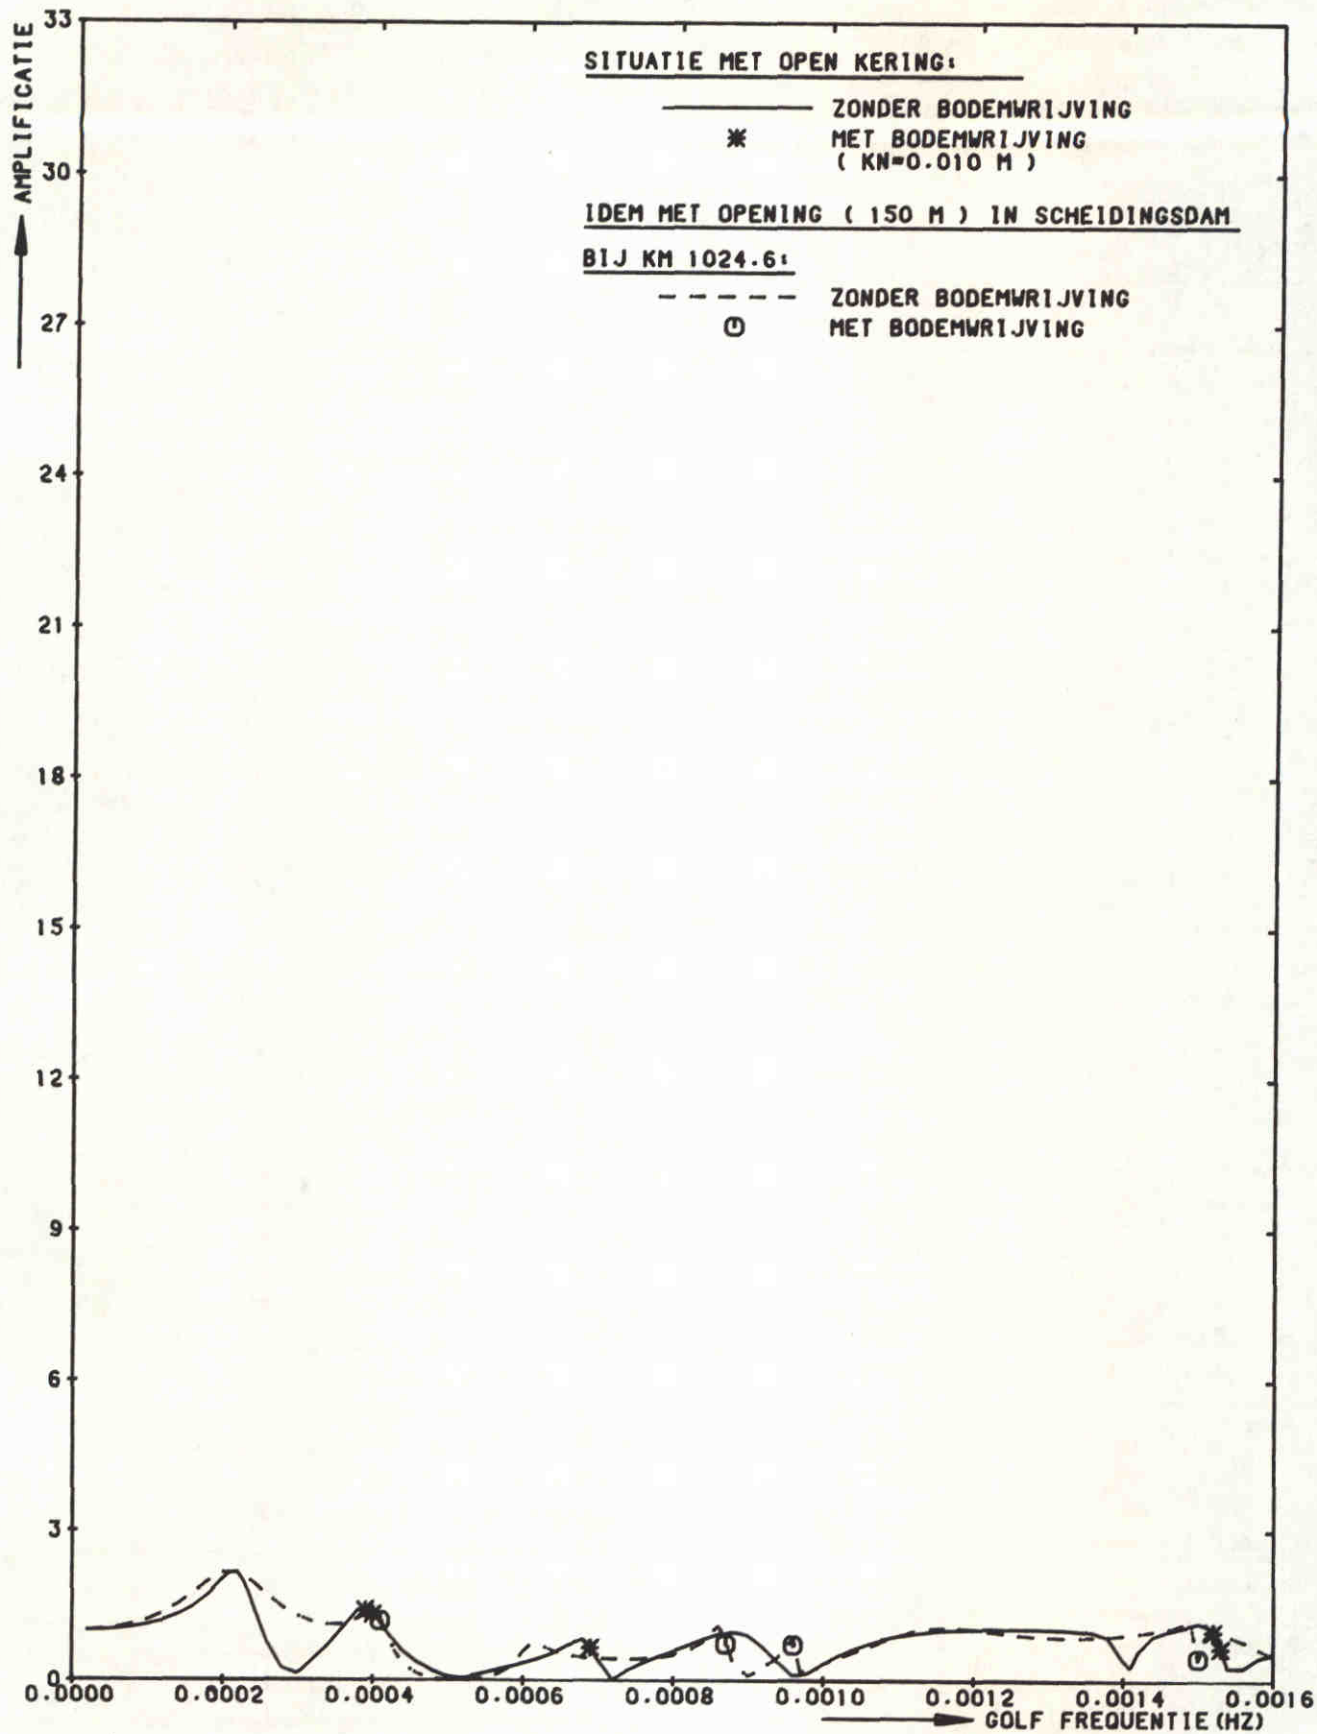 33
AMPLIFICATIE
SITUATIE MET OPEN KERING:
ZONDER BODEMWRIJVING
MET BODEMWRIJVING
( KN=0.010 M )
IDEM MET OPENING ( 150 M ) IN SCHEIDINGSDAM
BIJ KM 1024.6:
ZONDER BODEMWRIJVING
MET BODEMWRIJVING
30
27
24
21
18
15
12
9
6
3
0
0.0000 0.0002 0.0004 0.0006 0.0008 0.0010 0.0012 0.0014 0.0016
GOLF FREQUENTIE(HZ)